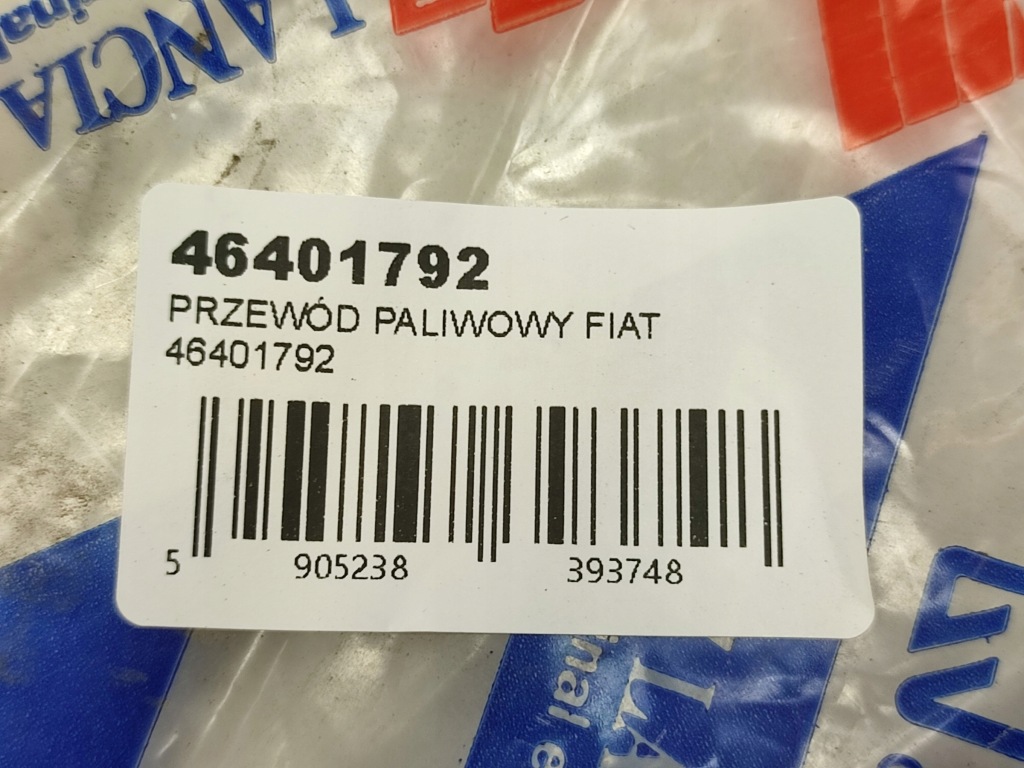 LANCIA
46401792
PRZEWÓD PALIWOWY FIAT
46401792
5 905238 393748